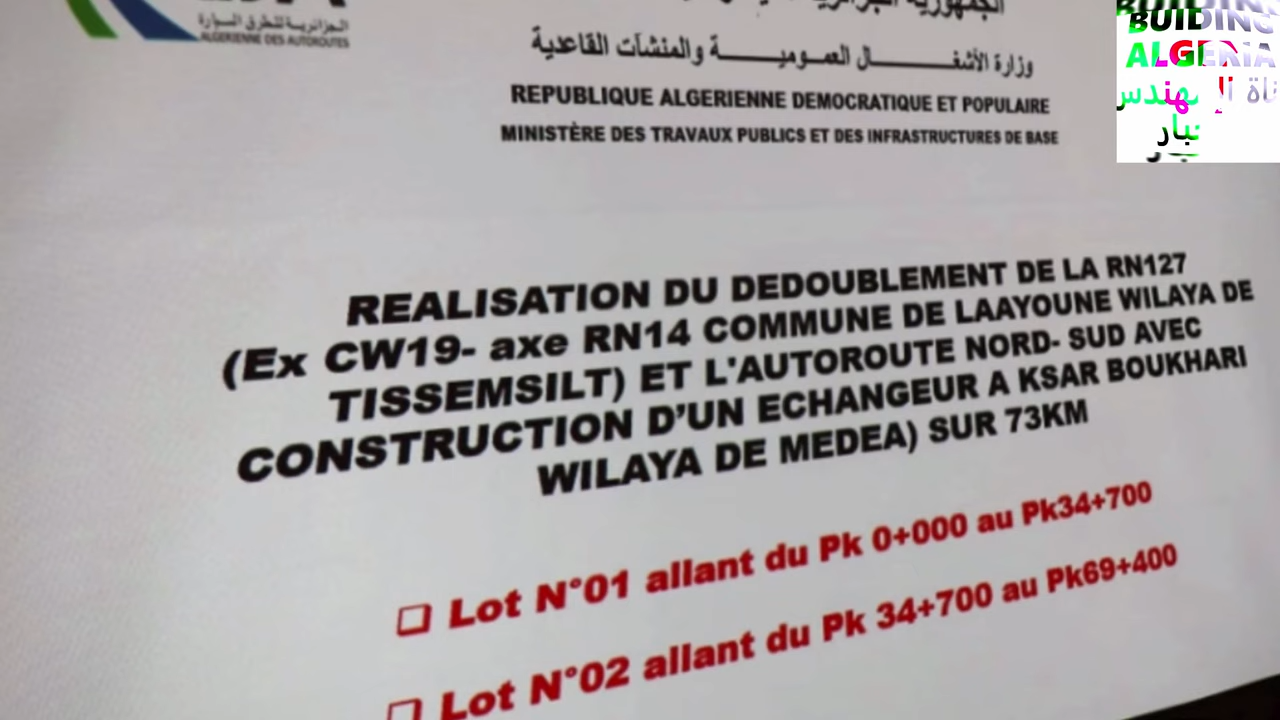 الجزائرية للطرق السيارة
ALGERIENNE DES AUTOROUTES
وزارة الأشغـــال العمـوميـــة والمنشآت القاعدية
REPUBLIQUE ALGERIENNE DEMOCRATIQUE ET POPULAIRE
MINISTÈRE DES TRAVAUX PUBLICS ET DES INFRASTRUCTURES DE BASE
BUIDING
ALGERIA
REALISATION DU DEDOUBLEMENT DE LA RN127
(Ex CW19- axe RN14 COMMUNE DE LAAYOUNE WILAYA DE
TISSEMSILT) ET L'AUTOROUTE NORD- SUD AVEC
CONSTRUCTION D’UN ECHANGEUR A KSAR BOUKHARI
WILAYA DE MEDEA) SUR 73KM
❑ Lot N°01 allant du Pk 0+000 au Pk34+700
❑ Lot N°02 allant du Pk 34+700 au Pk69+400